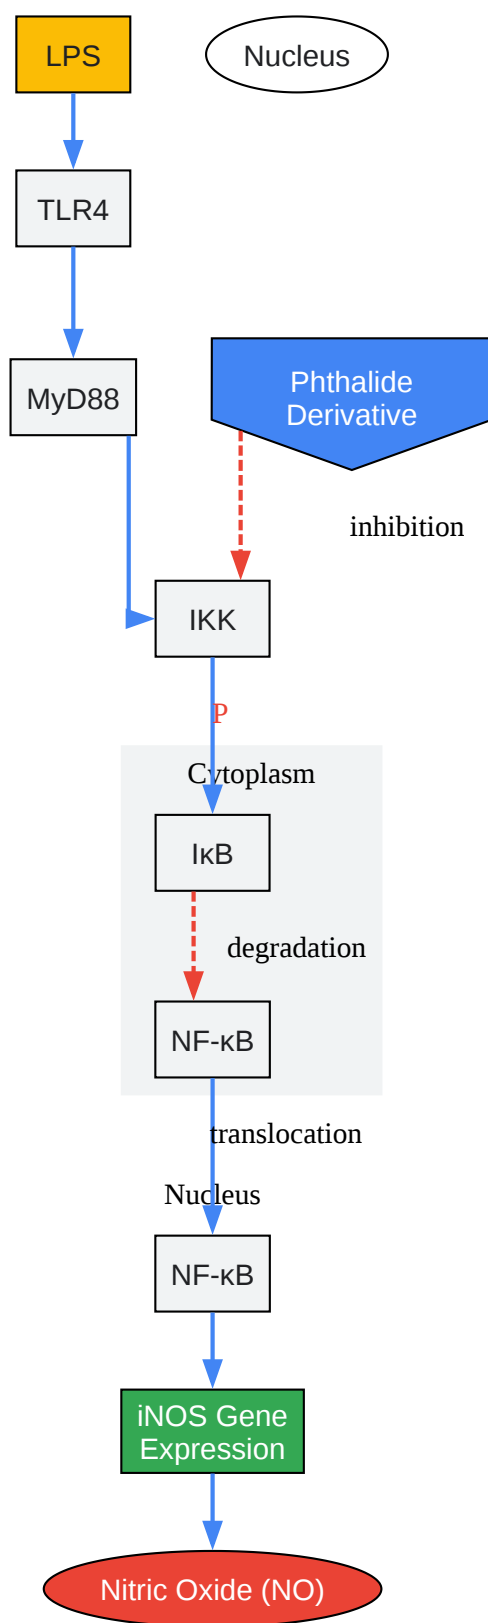 LPS
Nucleus
TLR4
MyD88
Phthalide
Derivative
inhibition
IKK
P
Cytoplasm
IκB
degradation
NF-κB
translocation
Nucleus
NF-κB
iNOS Gene
Expression
Nitric Oxide (NO)